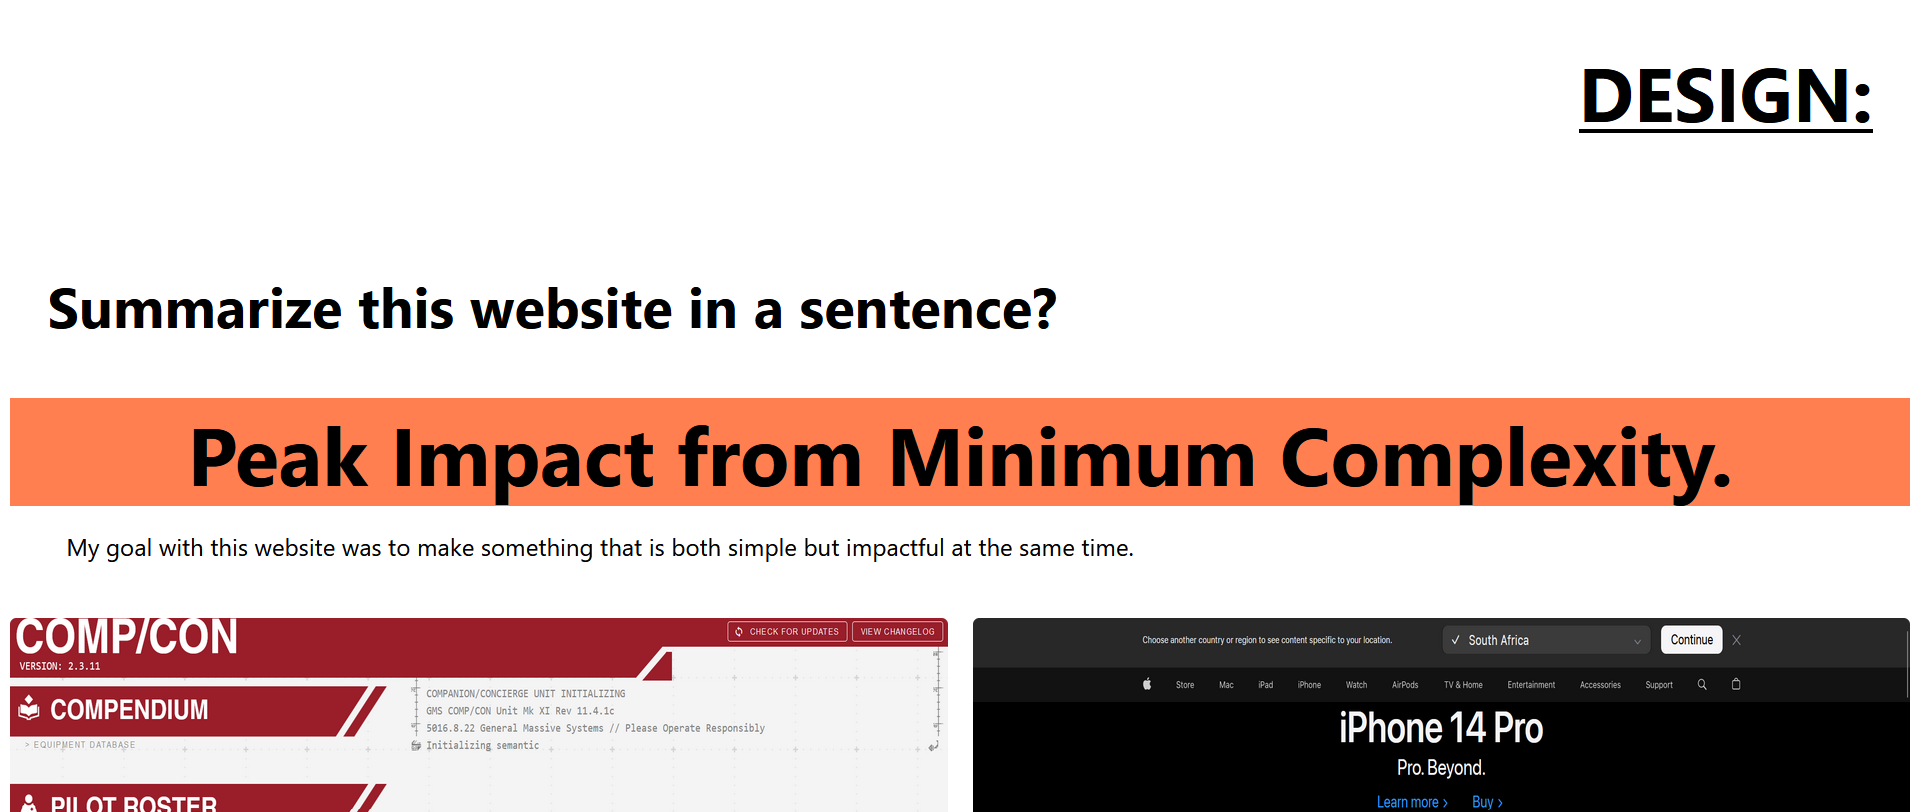 DESIGN:
Summarize this website in a sentence?
Peak Impact from Minimum Complexity.
My goal with this website was to make something that is both simple but impactful at the same time.
COMP/CON
VERSION: 2.3.11
CHECK FOR UPDATES
VIEW CHANGELOG
COMPENDIUM
> EQUIPMENT DATABASE
PILOT ROSTER
COMPANION/CONCIERGE UNIT INITIALIZING
GMS COMP/CON Unit Mk XI Rev 11.4.1c
5016.8.22 General Massive Systems // Please Operate Responsibly
Initializing semantic
Choose another country or region to see content specific to your location.
✓ South Africa
Continue
X
Store Mac iPad iPhone Watch AirPods TV & Home Entertainment Accessories Support
iPhone 14 Pro
Pro. Beyond.
Learn more > Buy >